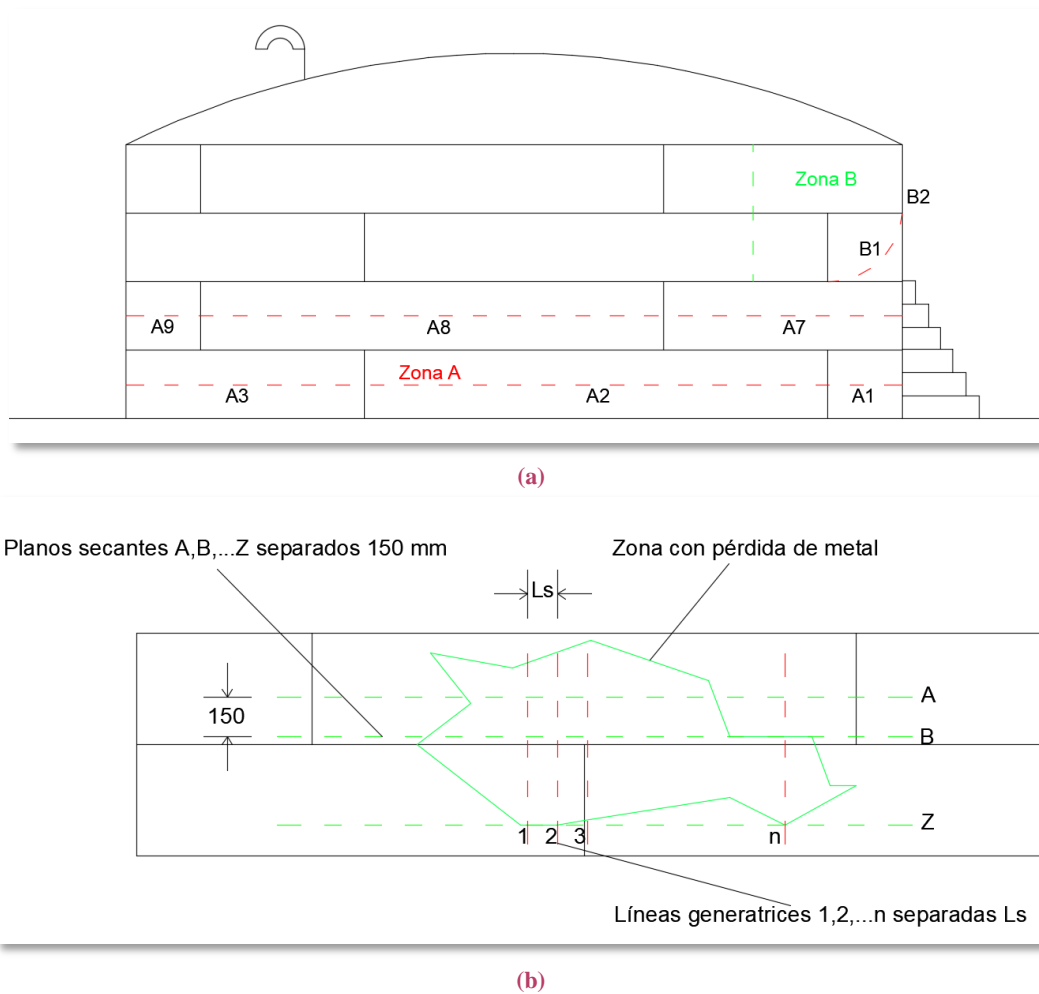 Zona B
B2
B1
A9
A8
A7
Zona A
A3
A2
A1
(a)
Planos secantes A,B,...Z separados 150 mm
Zona con pérdida de metal
Ls
A
150
B
Z
1
2
3
n
Líneas generatrices 1,2,...n separadas Ls
(b)